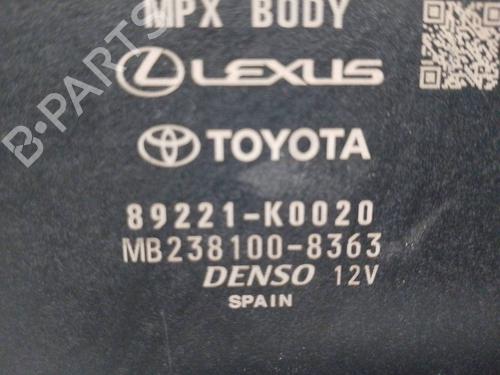 MPX BODY
LEXUS
TOYOTA
89221-K0020
MB238100-8363
DENSO 12V
SPAIN
B-PARTS